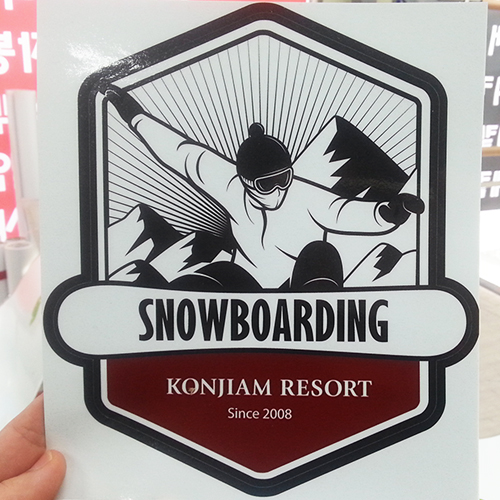 SNOWBOARDING
KONJIAM RESORT
Since 2008